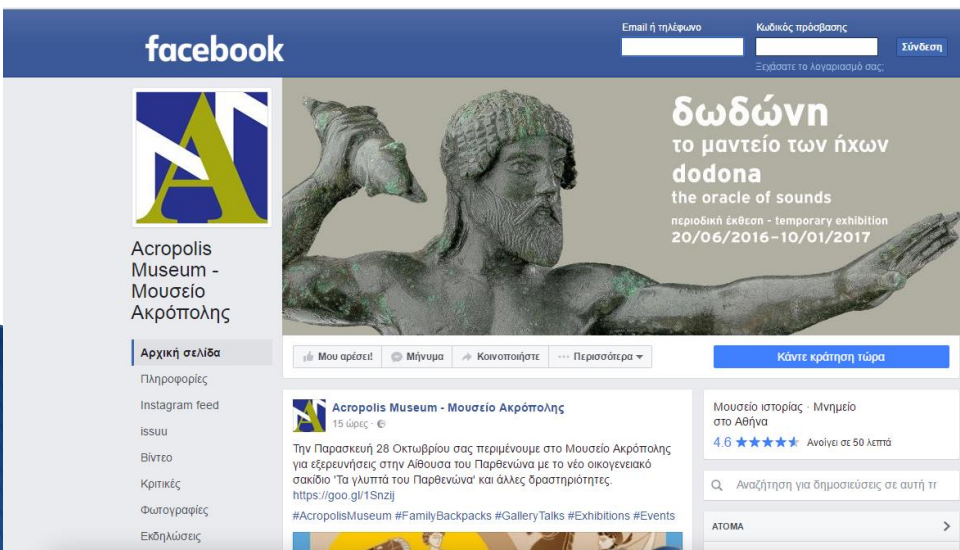 facebook
Email ή τηλέφωνο
Κωδικός πρόσβασης
Σύνδεση
Ξεχάσατε το λογαριασμό σας;
δωδώνη
το μαντείο των ήχων
dodona
the oracle of sounds
περιοδική έκθεση - temporary exhibition
20/06/2016–10/01/2017
Acropolis
Museum -
Μουσείο
Ακρόπολης
Αρχική σελίδα
Πληροφορίες
Instagram feed
issuu
Βίντεο
Κριτικές
Φωτογραφίες
Εκδηλώσεις
Μου αρέσει!
Μήνυμα
Κοινοποιήστε
Περισσότερα
Κάντε κράτηση τώρα
Acropolis Museum - Μουσείο Ακρόπολης
15 ώρες ·
Την Παρασκευή 28 Οκτωβρίου σας περιμένουμε στο Μουσείο Ακρόπολης
για εξερευνήσεις στην Αίθουσα του Παρθενώνα με το νέο οικογενειακό
σακίδιο 'Τα γλυπτά του Παρθενώνα' και άλλες δραστηριότητες.
https://goo.gl/1Snzij
#AcropolisMuseum #FamilyBackpacks #GalleryTalks #Exhibitions #Events
Μουσείο ιστορίας · Μνημείο
στο Αθήνα
4.6 ★★★★★ Ανοίγει σε 50 λεπτά
Αναζήτηση για δημοσιεύσεις σε αυτή τη
ΑΤΟΜΑ